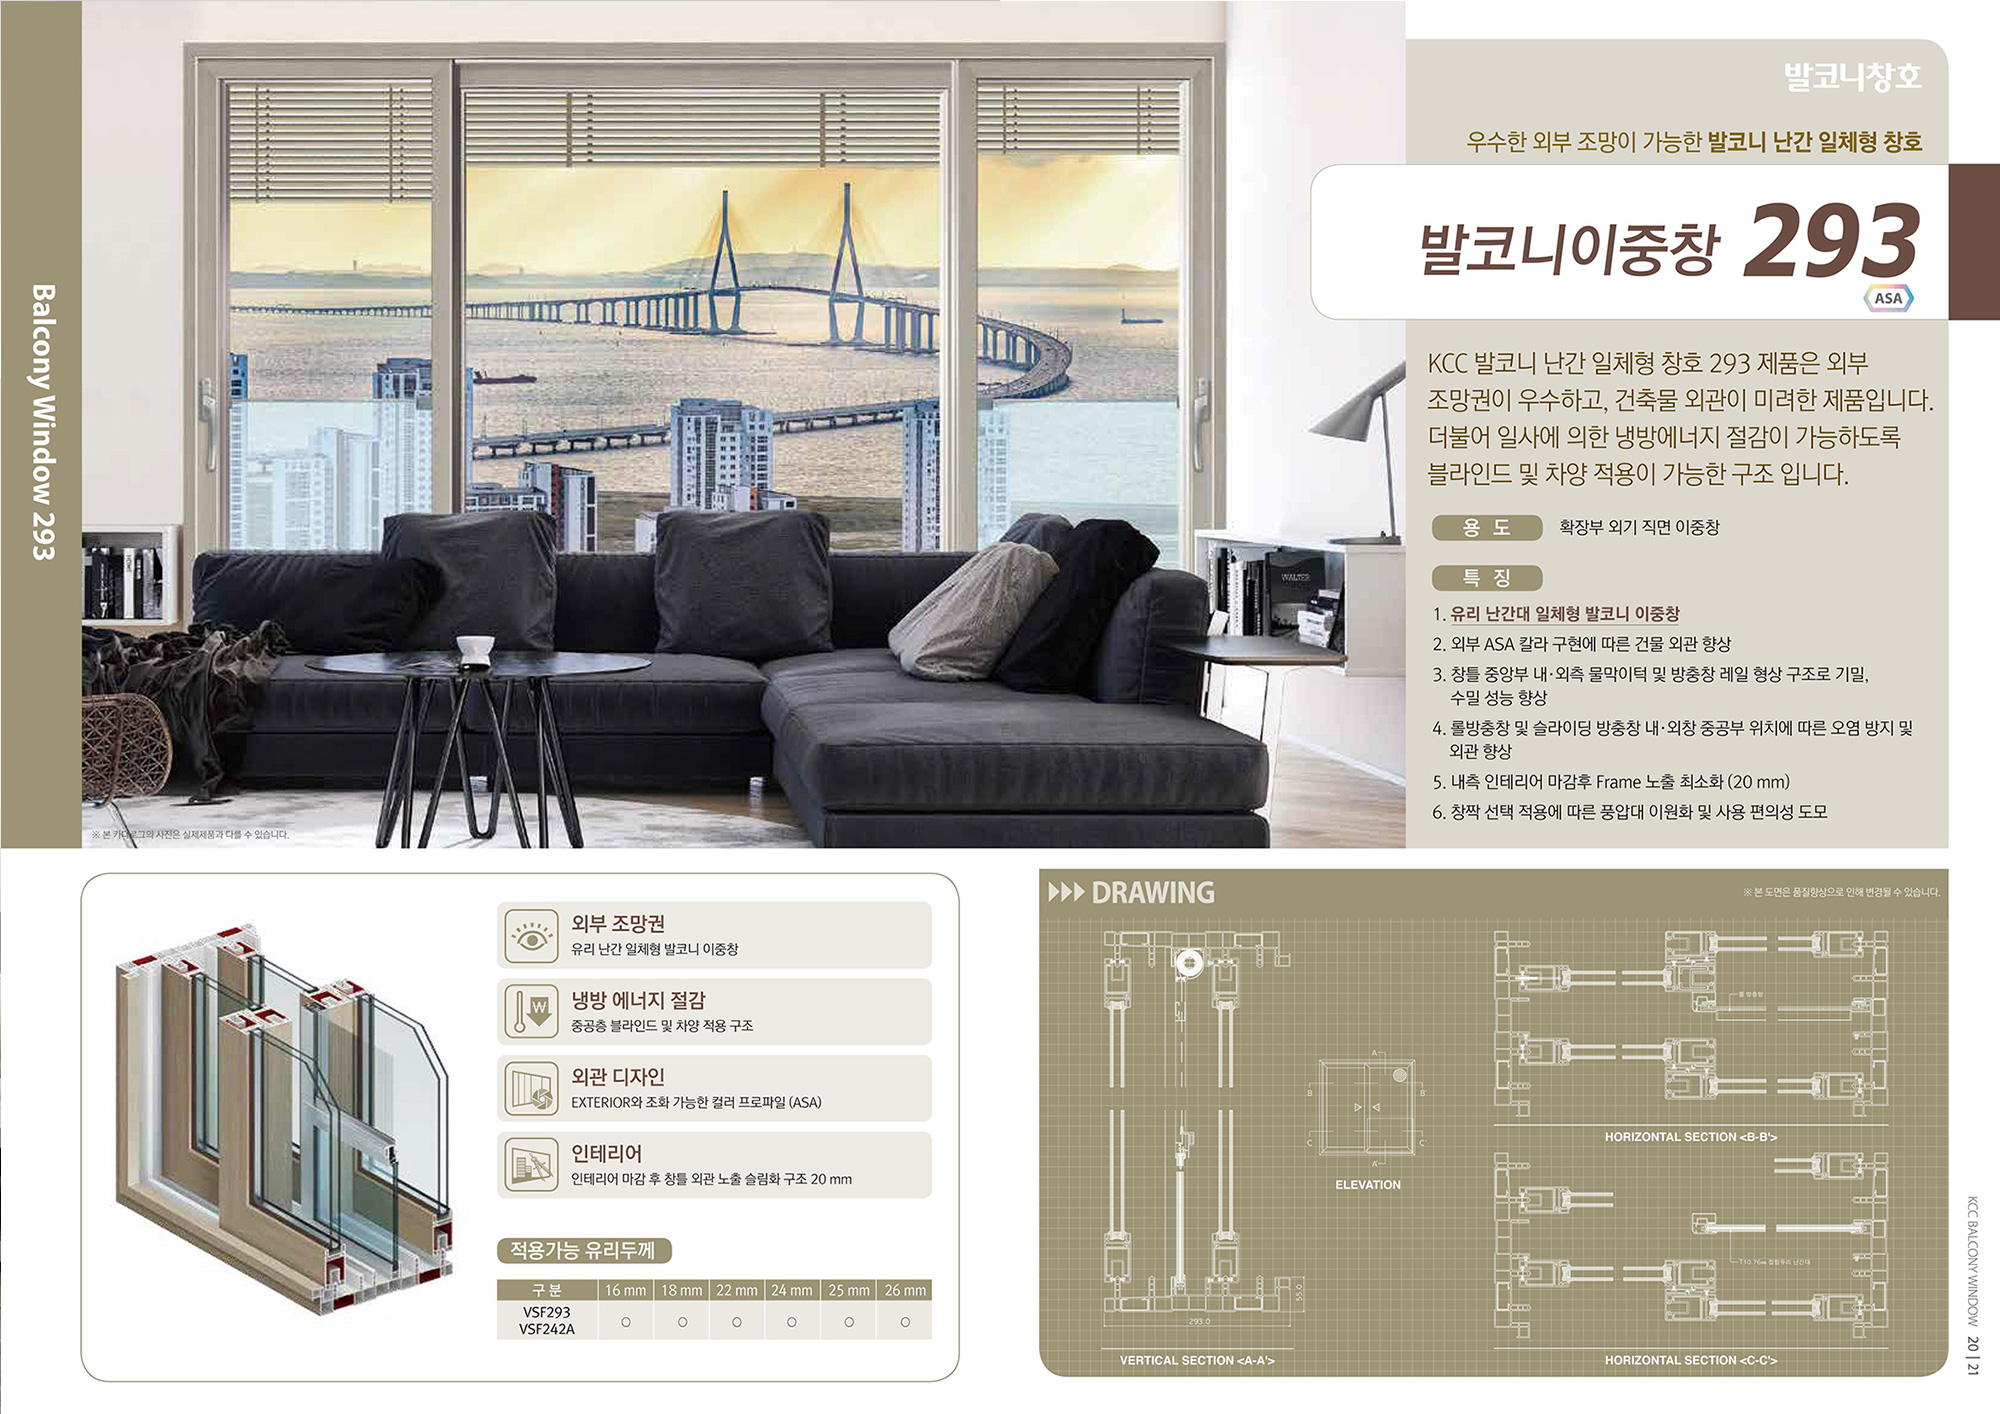 Balcony Window 293
※ 본 카다로그의 사진은 실제제품과 다를 수 있습니다.
WALTER
발코니창호
우수한 외부 조망이 가능한 발코니 난간 일체형 창호
발코니이중창 293
ASA
KCC 발코니 난간 일체형 창호 293 제품은 외부
조망권이 우수하고, 건축물 외관이 미려한 제품입니다.
더불어 일사에 의한 냉방에너지 절감이 가능하도록
블라인드 및 차양 적용이 가능한 구조 입니다.
용 도 확장부 외기 직면 이중창
특 징
1. 유리 난간대 일체형 발코니 이중창
2. 외부 ASA 칼라 구현에 따른 건물 외관 향상
3. 창틀 중앙부 내·외측 물막이턱 및 방충창 레일 형상 구조로 기밀,
수밀 성능 향상
4. 롤방충창 및 슬라이딩 방충창 내·외창 중공부 위치에 따른 오염 방지 및
외관 향상
5. 내측 인테리어 마감후 Frame 노출 최소화 (20 mm)
6. 창짝 선택 적용에 따른 풍압대 이원화 및 사용 편의성 도모
외부 조망권
유리 난간 일체형 발코니 이중창
W
냉방 에너지 절감
중공층 블라인드 및 차양 적용 구조
외관 디자인
EXTERIOR와 조화 가능한 컬러 프로파일 (ASA)
인테리어
인테리어 마감 후 창틀 외관 노출 슬림화 구조 20 mm
적용가능 유리두께
구 분 16 mm 18 mm 22 mm 24 mm 25 mm 26 mm
VSF293
VSF242A
○ ○ ○ ○ ○ ○
DRAWING
※ 본 도면은 품질향상으로 인해 변경될 수 있습니다.
293.0
55.0
VERTICAL SECTION <A-A'>
A
B B'
C C'
A'
ELEVATION
롤 방충망
HORIZONTAL SECTION <B-B'>
T10.76㎜ 접합유리 난간대
HORIZONTAL SECTION <C-C'>
KCC BALCONY WINDOW 20 | 21